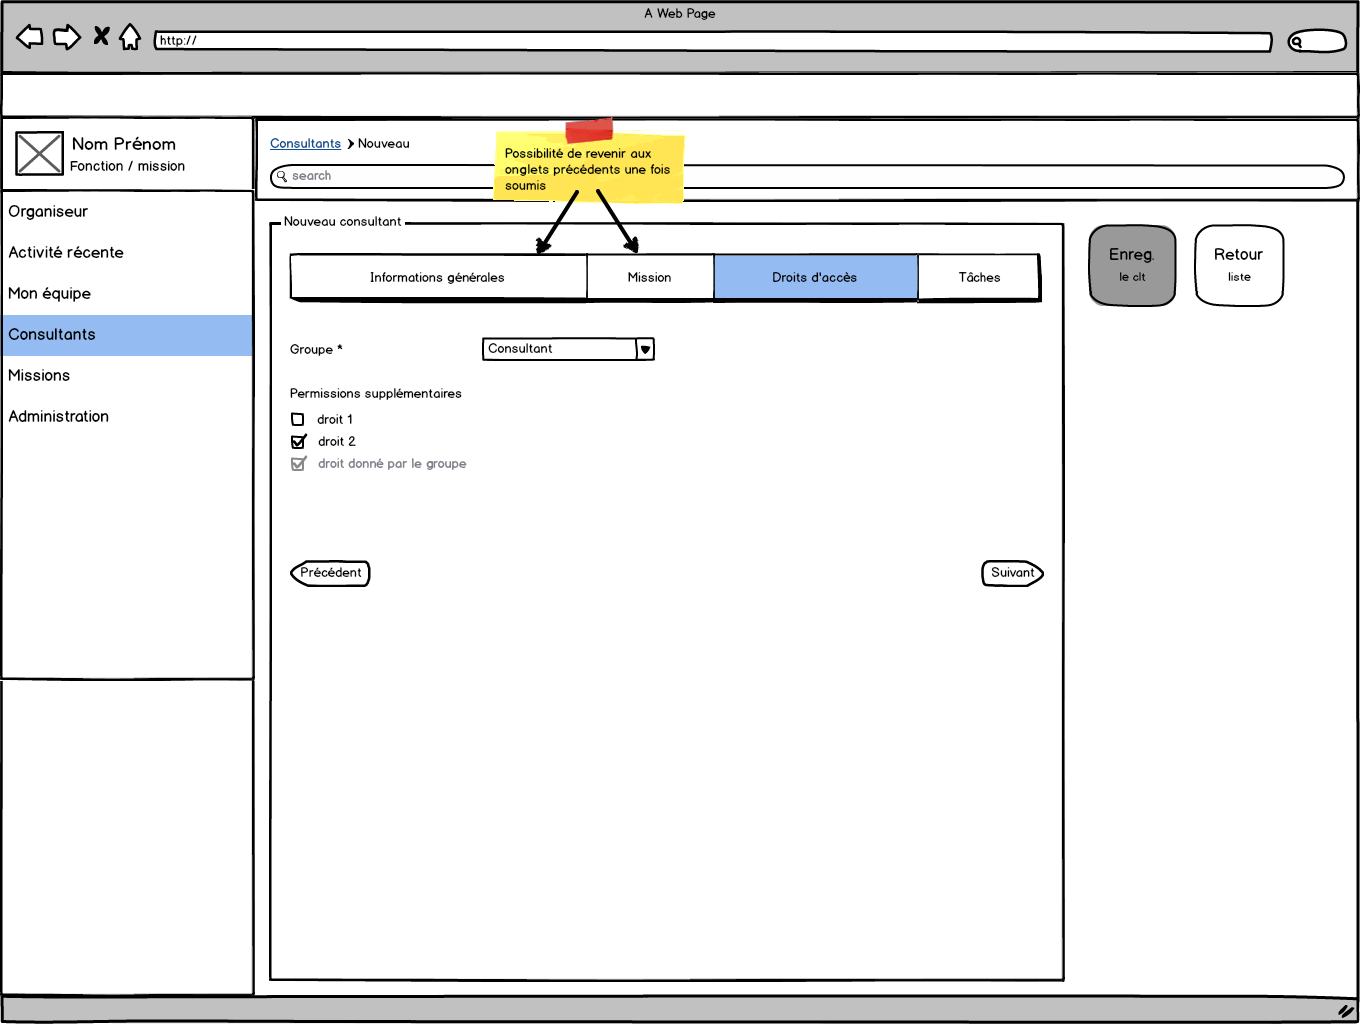 A Web Page
http://
Nom Prénom
Fonction / mission
Organiseur
Activité récente
Mon équipe
Consultants
Missions
Administration
Consultants > Nouveau
search
Possibilité de revenir aux
onglets précédents une fois
soumis
Nouveau consultant
Informations générales
Mission
Droits d'accès
Tâches
Groupe *
Consultant
Permissions supplémentaires
droit 1
droit 2
droit donné par le groupe
Précédent
Suivant
Enreg.
le clt
Retour
liste